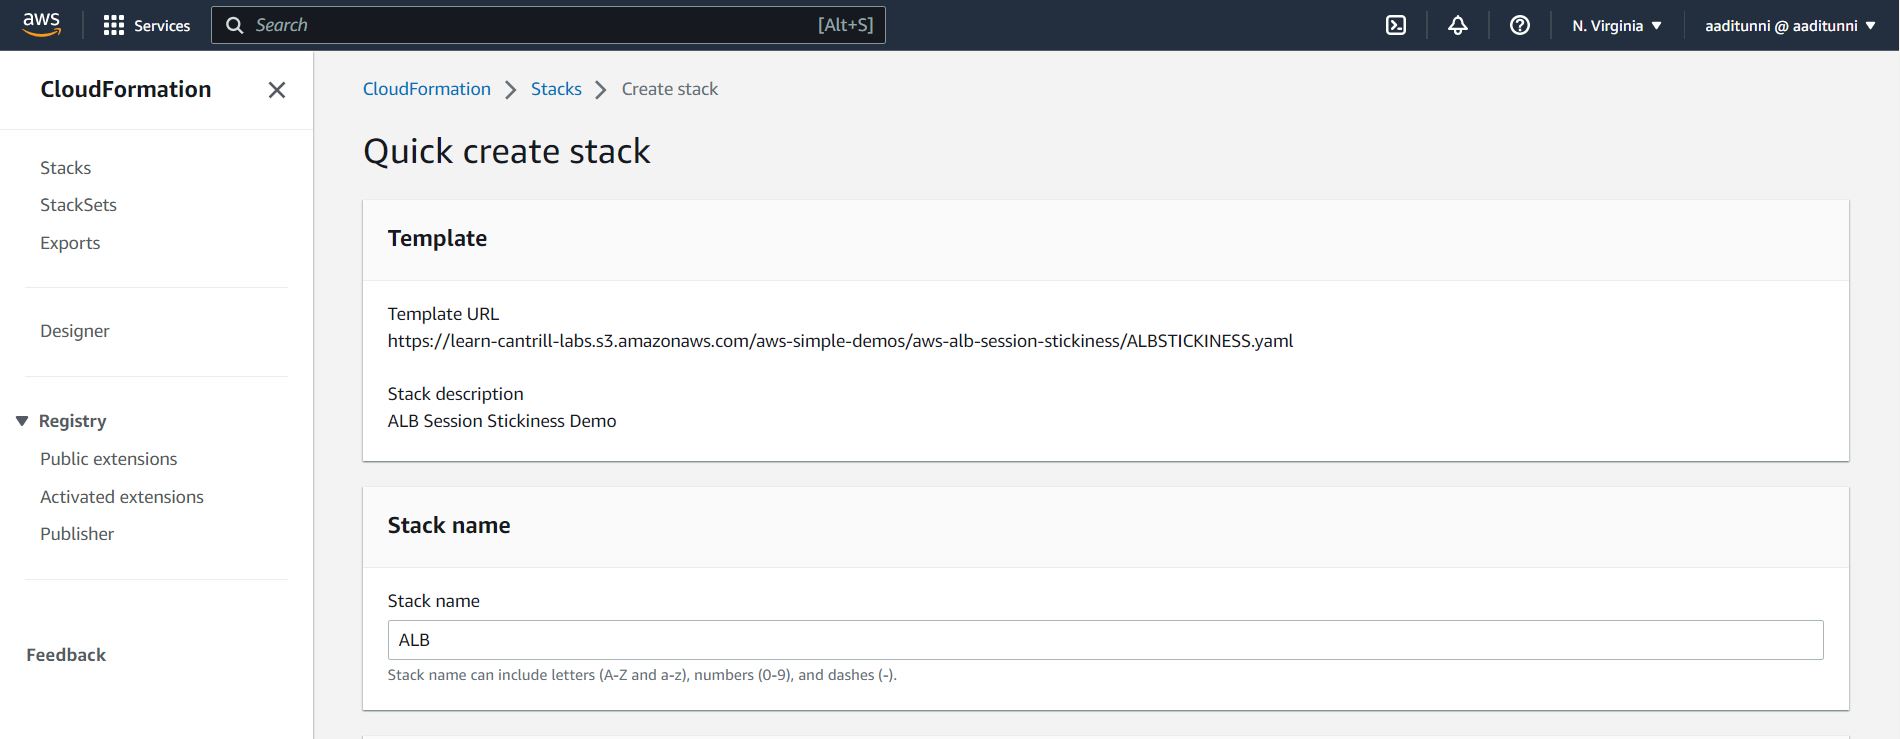 aws
Services
Search
[Alt+S]
N. Virginia
aaditunni @ aaditunni
CloudFormation
Stacks
StackSets
Exports
Designer
Registry
Public extensions
Activated extensions
Publisher
Feedback
CloudFormation > Stacks > Create stack
Quick create stack
Template
Template URL
https://learn-cantrill-labs.s3.amazonaws.com/aws-simple-demos/aws-alb-session-stickiness/ALBSTICKINESS.yaml
Stack description
ALB Session Stickiness Demo
Stack name
Stack name
ALB
Stack name can include letters (A-Z and a-z), numbers (0-9), and dashes (-).